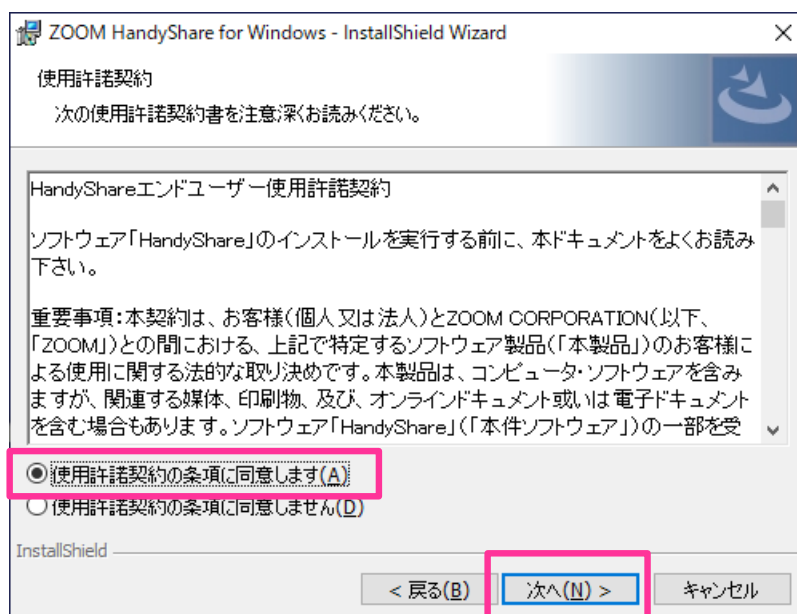 ZOOM HandyShare for Windows - InstallShield Wizard
使用許諾契約
次の使用許諾契約書を注意深くお読みください。
HandyShareエンドユーザー使用許諾契約
ソフトウェア「HandyShare」のインストールを実行する前に、本ドキュメントをよくお読み
下さい。
重要事項：本契約は、お客様（個人又は法人）とZOOM CORPORATION（以下、
「ZOOM」）との間における、上記で特定するソフトウェア製品（「本製品」）のお客様に
よる使用に関する法的な取り決めです。本製品は、コンピュータ・ソフトウェアを含み
ますが、関連する媒体、印刷物、及び、オンラインドキュメント或いは電子ドキュメント
を含む場合もあります。ソフトウェア「HandyShare」（「本件ソフトウェア」）の一部を受
使用許諾契約の条項に同意します(A)
使用許諾契約の条項に同意しません(D)
InstallShield
< 戻る(B)
次へ(N) >
キャンセル